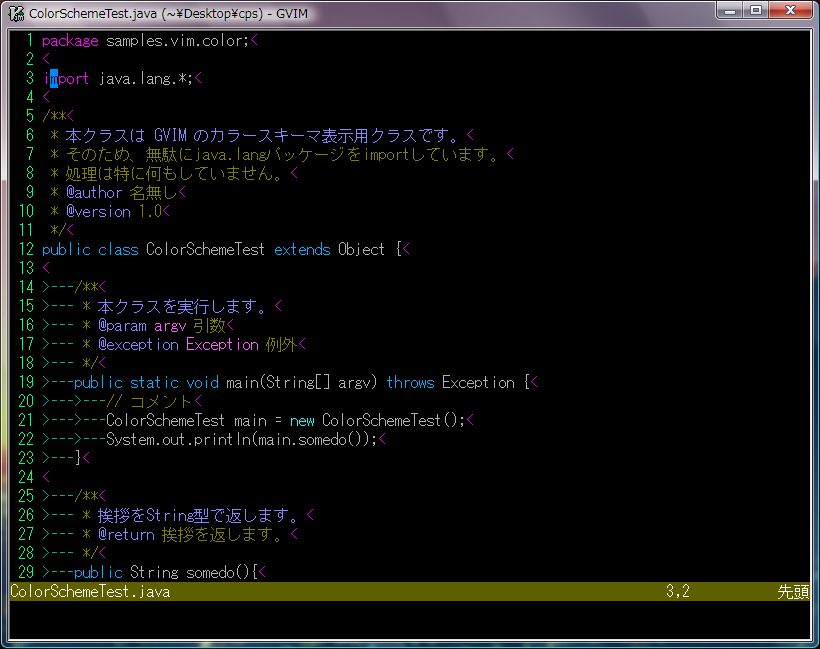 ColorSchemeTest.java (~¥Desktop¥cps) - GVIM
1 package samples.vim.color;<
2 <
3 import java.lang.*;<
4 <
5 /**<
6  * 本クラスは GVIM のカラースキーマ表示用クラスです。<
7  * そのため、無駄にjava.langパッケージをimportしています。<
8  * 処理は特に何もしていません。<
9  * @author 名無し<
10  * @version 1.0<
11  */<
12 public class ColorSchemeTest extends Object {<
13 <
14 >---/**<
15 >--- * 本クラスを実行します。<
16 >--- * @param argv 引数<
17 >--- * @exception Exception 例外<
18 >--- */<
19 >---public static void main(String[] argv) throws Exception {<
20 >--->---// コメント<
21 >--->---ColorSchemeTest main = new ColorSchemeTest();<
22 >--->---System.out.println(main.somedo());<
23 >---}<
24 <
25 >---/**<
26 >--- * 挨拶をString型で返します。<
27 >--- * @return 挨拶を返します。<
28 >--- */<
29 >---public String somedo(){<
ColorSchemeTest.java 3,2 先頭